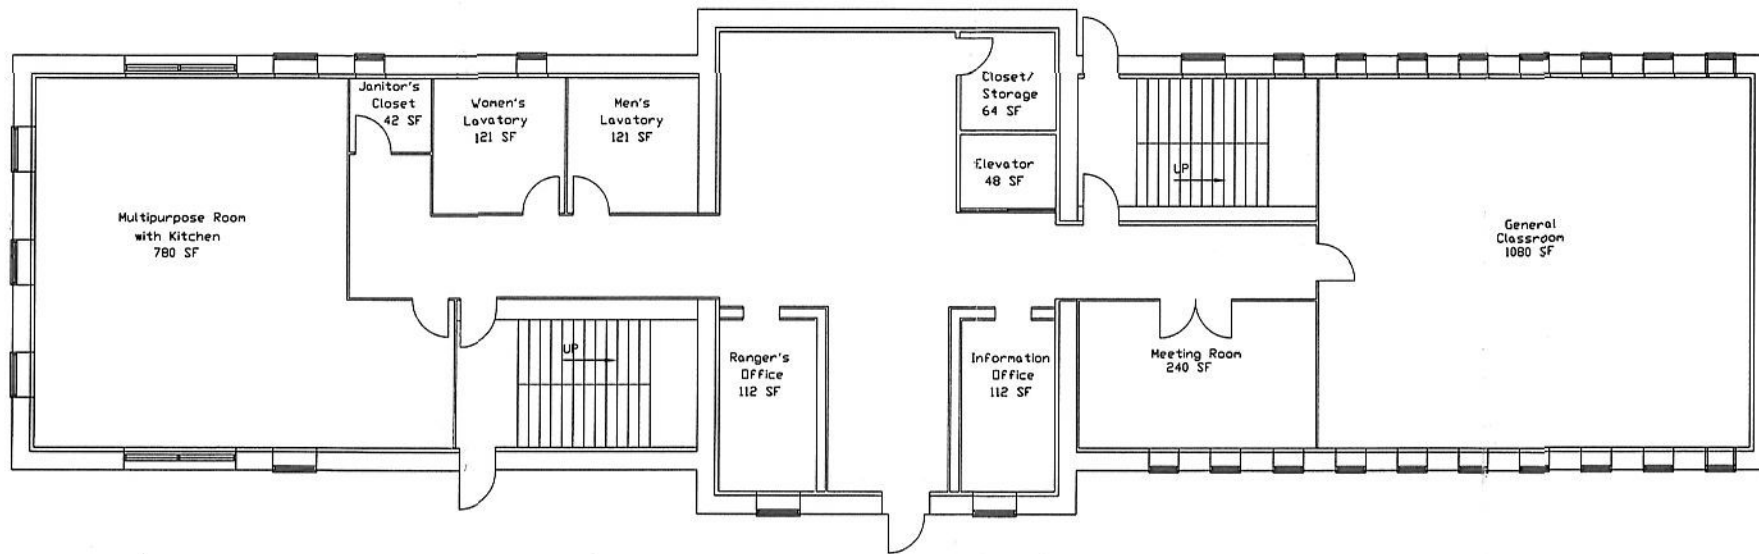 Janitor's
Closet
42 SF
Women's
Lavatory
121 SF
Men's
Lavatory
121 SF
Closet/
Storage
64 SF
Elevator
48 SF
UP
Multipurpose Room
with Kitchen
780 SF
General
Classroom
1080 SF
UP
Ranger's
Office
112 SF
Information
Office
112 SF
Meeting Room
240 SF